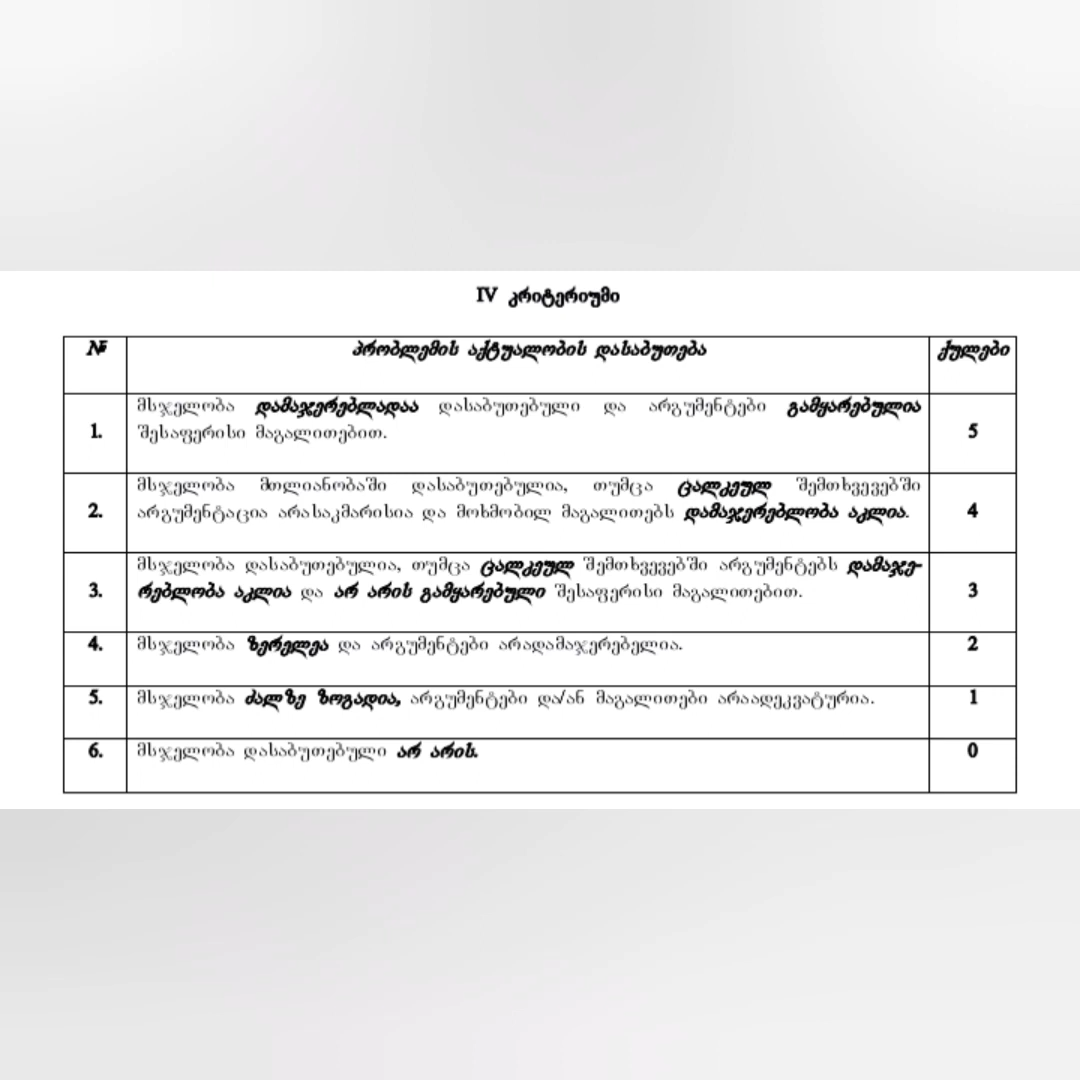 IV კრიტერიუმი
№ პრობლემის აქტუალობის დასაბუთება ქულები
მსჯელობა დამაჯერებლადაა დასაბუთებული და არგუმენტები გამყარებულია
1. შესაფერისი მაგალითებით. 5
მსჯელობა მთლიანობაში დასაბუთებულია, თუმცა ცალკეულ შემთხვევებში
2. არგუმენტაცია არასაკმარისია და მოხმობილ მაგალითებს დამაჯერებლობა აკლია. 4
მსჯელობა დასაბუთებულია, თუმცა ცალკეულ შემთხვევებში არგუმენტებს დამაჯე-
3. რებლობა აკლია და არ არის გამყარებული შესაფერისი მაგალითებით. 3
4. მსჯელობა ზერელეა და არგუმენტები არადამაჯერებელია. 2
5. მსჯელობა ძალზე ზოგადია, არგუმენტები და/ან მაგალითები არაადეკვატურია. 1
6. მსჯელობა დასაბუთებული არ არის. 0